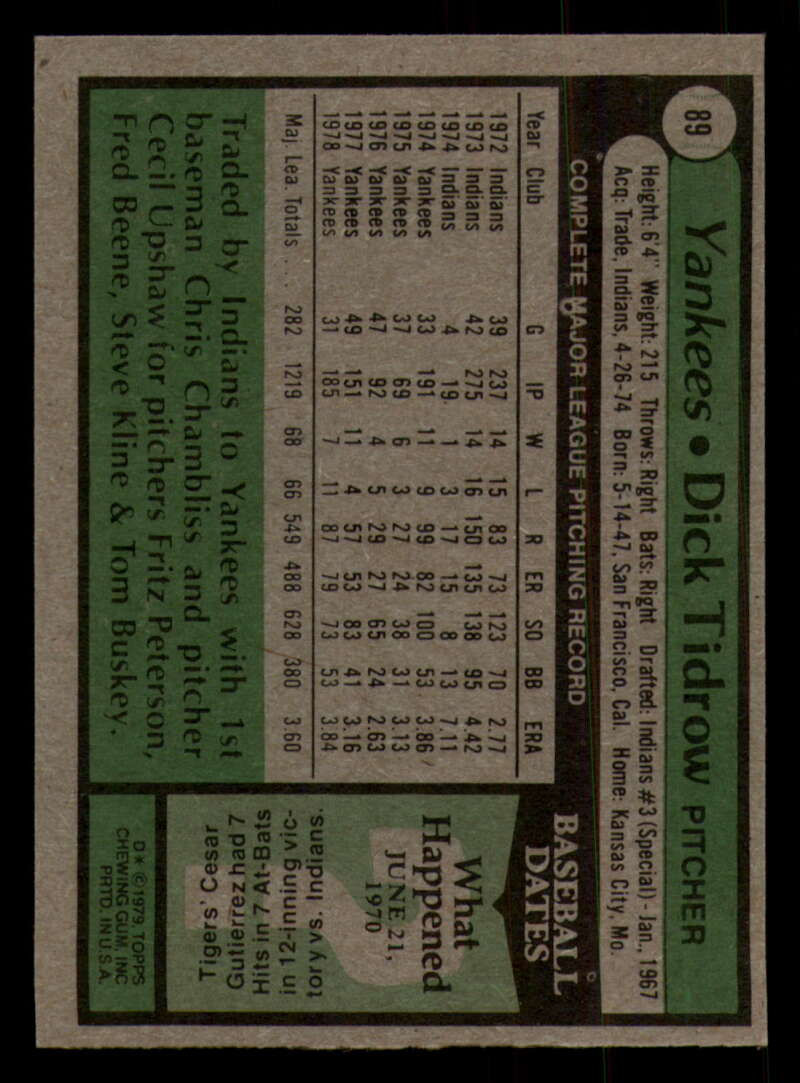 89
Yankees • Dick Tidrow PITCHER
Height: 6'4" Weight: 215 Throws: Right Bats: Right Drafted: Indians #3 (Special) - Jan., 1967
Acq: Trade, Indians, 4-26-74 Born: 5-14-47, San Francisco, Cal. Home: Kansas City, Mo.
COMPLETE MAJOR LEAGUE PITCHING RECORD
Year Club G IP W L R ER SO BB ERA
1972 Indians 39 237 14 15 83 73 123 70 2.77
1973 Indians 42 275 14 16 150 135 138 95 4.42
1974 Indians 4 19 1 3 17 15 8 13 7.11
1974 Yankees 33 191 11 9 93 82 100 53 3.86
1975 Yankees 37 69 6 3 27 24 38 31 3.13
1976 Yankees 47 92 4 5 29 27 65 24 2.63
1977 Yankees 49 151 11 4 57 53 83 41 3.16
1978 Yankees 31 185 7 11 87 79 73 53 3.84
Maj. Lea. Totals . . . . 282 1219 68 66 549 488 628 380 3.60
Traded by Indians to Yankees with 1st
baseman Chris Chambliss and pitcher
Cecil Upshaw for pitchers Fritz Peterson,
Fred Beene, Steve Kline & Tom Buskey.
BASEBALL
DATES
©
What
Happened
JUNE 21,
1970
Tigers' Cesar
Gutierrez had 7
Hits in 7 At-Bats
in 12-inning vic-
tory vs. Indians.
D* © 1979 TOPPS
CHEWING GUM, INC
PRTD. IN U.S.A.